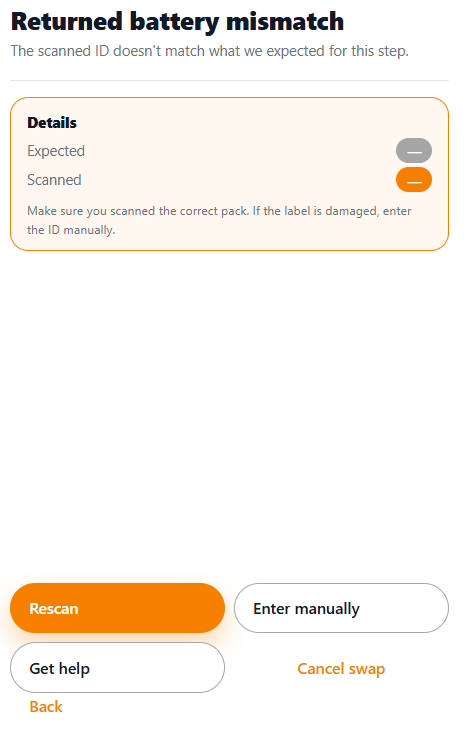 Returned battery mismatch
The scanned ID doesn't match what we expected for this step.
Details
Expected —
Scanned —
Make sure you scanned the correct pack. If the label is damaged, enter
the ID manually.
Rescan
Enter manually
Get help
Cancel swap
Back